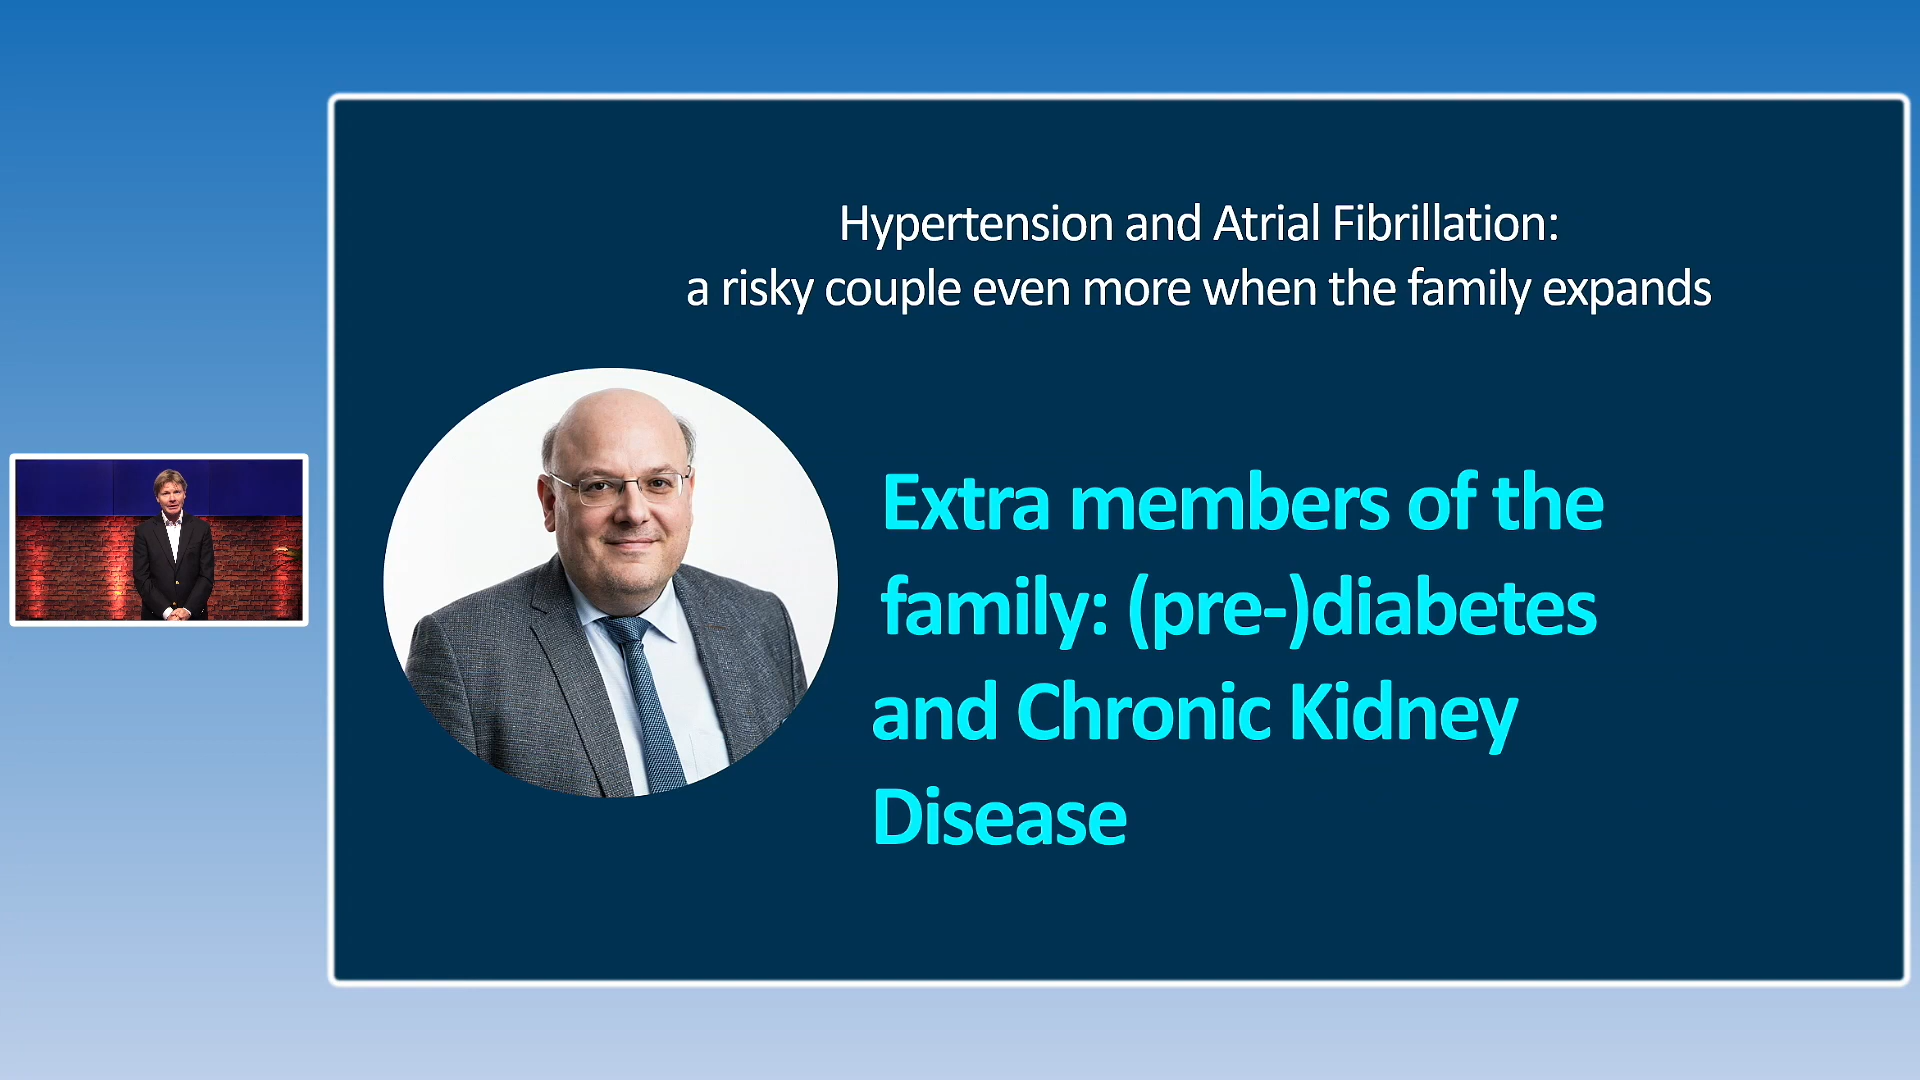 Hypertension and Atrial Fibrillation:
a risky couple even more when the family expands
Extra members of the
family: (pre-)diabetes
and Chronic Kidney
Disease